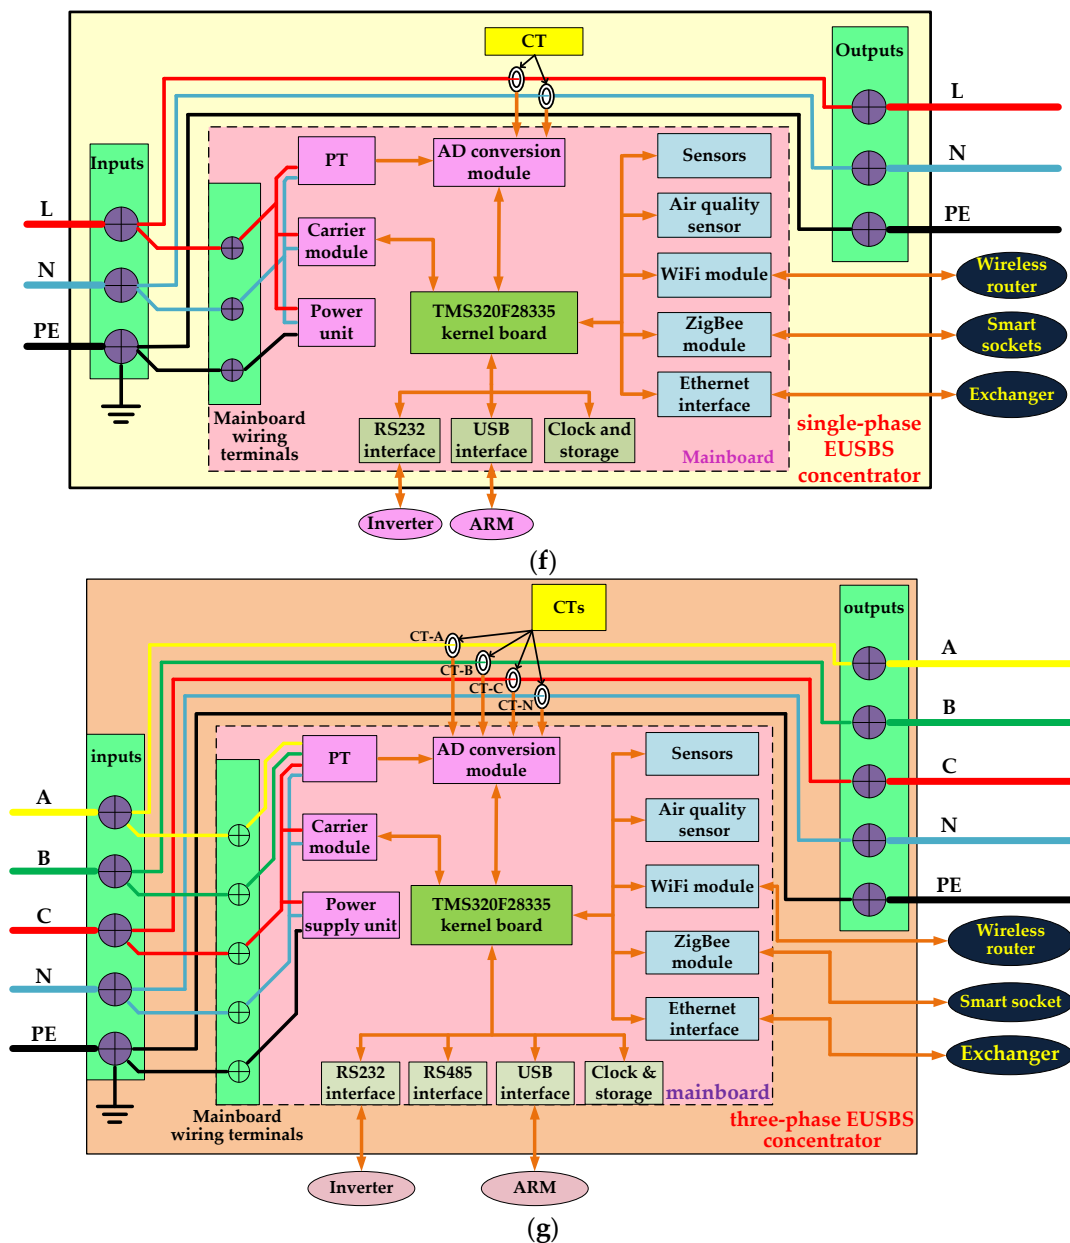 CT
Outputs
L
N
PE
Inputs
L
N
PE
PT
AD conversion
module
Sensors
Air quality
sensor
Carrier
module
WiFi module
Wireless
router
Power
unit
TMS320F28335
kernel board
ZigBee
module
Smart
sockets
Ethernet
interface
Exchanger
Mainboard
wiring
terminals
RS232
interface
USB
interface
Clock and
storage
Mainboard
single-phase
EUSBS
concentrator
Inverter
ARM
(f)
CTs
outputs
CT-A
CT-B
CT-C
CT-N
A
B
C
N
PE
inputs
A
B
C
N
PE
PT
AD conversion
module
Sensors
Carrier
module
Air quality
sensor
Power
supply unit
TMS320F28335
kernel board
WiFi module
Wireless
router
ZigBee
module
Smart socket
Ethernet
interface
Exchanger
RS232
interface
RS485
interface
USB
interface
Clock &
storage
mainboard
Mainboard
wiring terminals
three-phase EUSBS
concentrator
Inverter
ARM
(g)